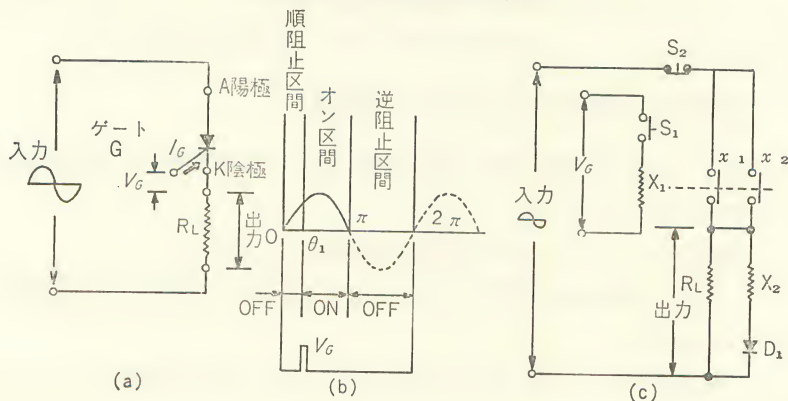 A陽極
ゲート
G
I_G
入力
V_G
K陰極
R_L
出力
(a)
順阻止区間
オン区間
逆阻止区間
O
θ₁
π
2π
OFF
ON
OFF
V_G
(b)
S₂
V_G
S₁
X₁
x₁
x₂
入力
出力
R_L
X₂
D₁
(c)